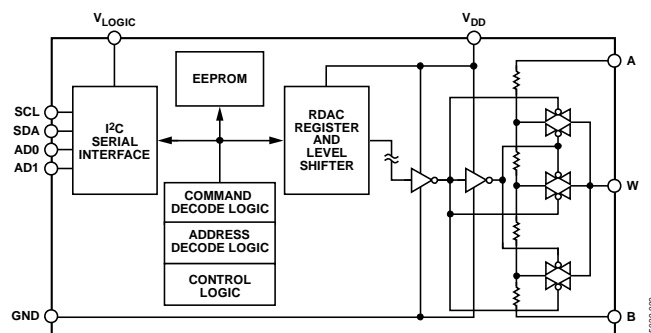 VLOGIC
VDD
A
EEPROM
SCL
SDA
AD0
AD1
I2C
SERIAL
INTERFACE
RDAC
REGISTER
AND
LEVEL
SHIFTER
COMMAND
DECODE LOGIC
ADDRESS
DECODE LOGIC
CONTROL
LOGIC
W
GND
B